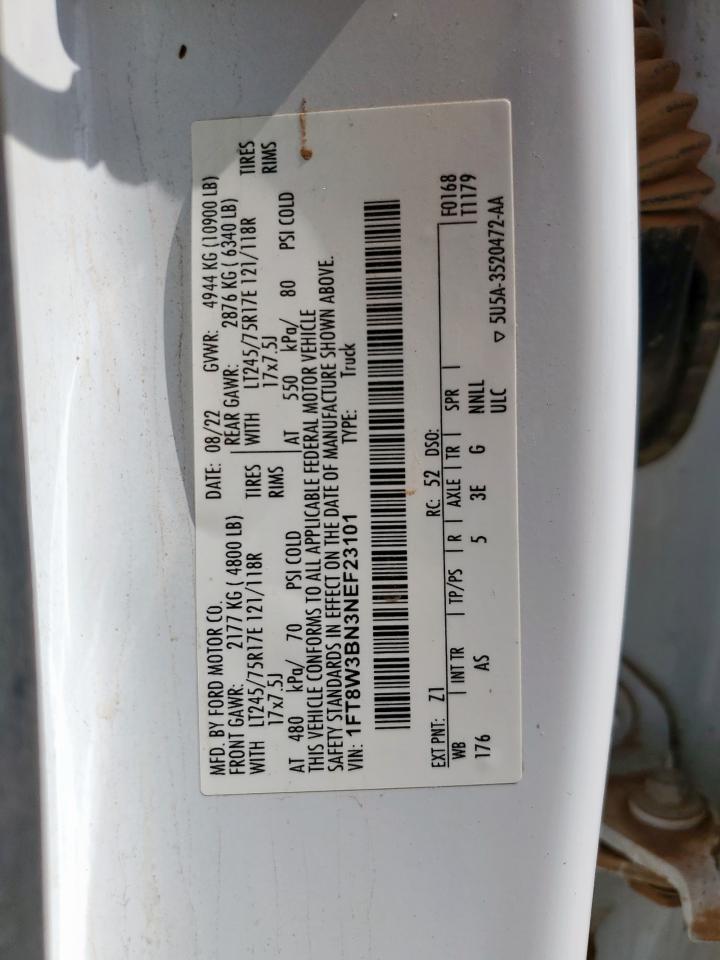 MFD. BY FORD MOTOR CO.
DATE: 08/22 GVWR: 4944 KG (10900 LB)
FRONT GAWR: 2177 KG ( 4800 LB) REAR GAWR: 2876 KG ( 6340 LB)
WITH LT245/75R17E 121/118R TIRES WITH LT245/75R17E 121/118R TIRES
17x7.5J RIMS 17x7.5J RIMS
AT 480 kPa/ 70 PSI COLD AT 550 kPa/ 80 PSI COLD
THIS VEHICLE CONFORMS TO ALL APPLICABLE FEDERAL MOTOR VEHICLE
SAFETY STANDARDS IN EFFECT ON THE DATE OF MANUFACTURE SHOWN ABOVE.
VIN: 1FT8W3BN3NEF23101 TYPE: Truck
EXT PNT: Z1 RC: 52 DSO: F0168
WB INT TR TP/PS R AXLE TR SPR T1179
176 AS 5 3E G NNLL
ULC ▽ 5U5A-3520472-AA